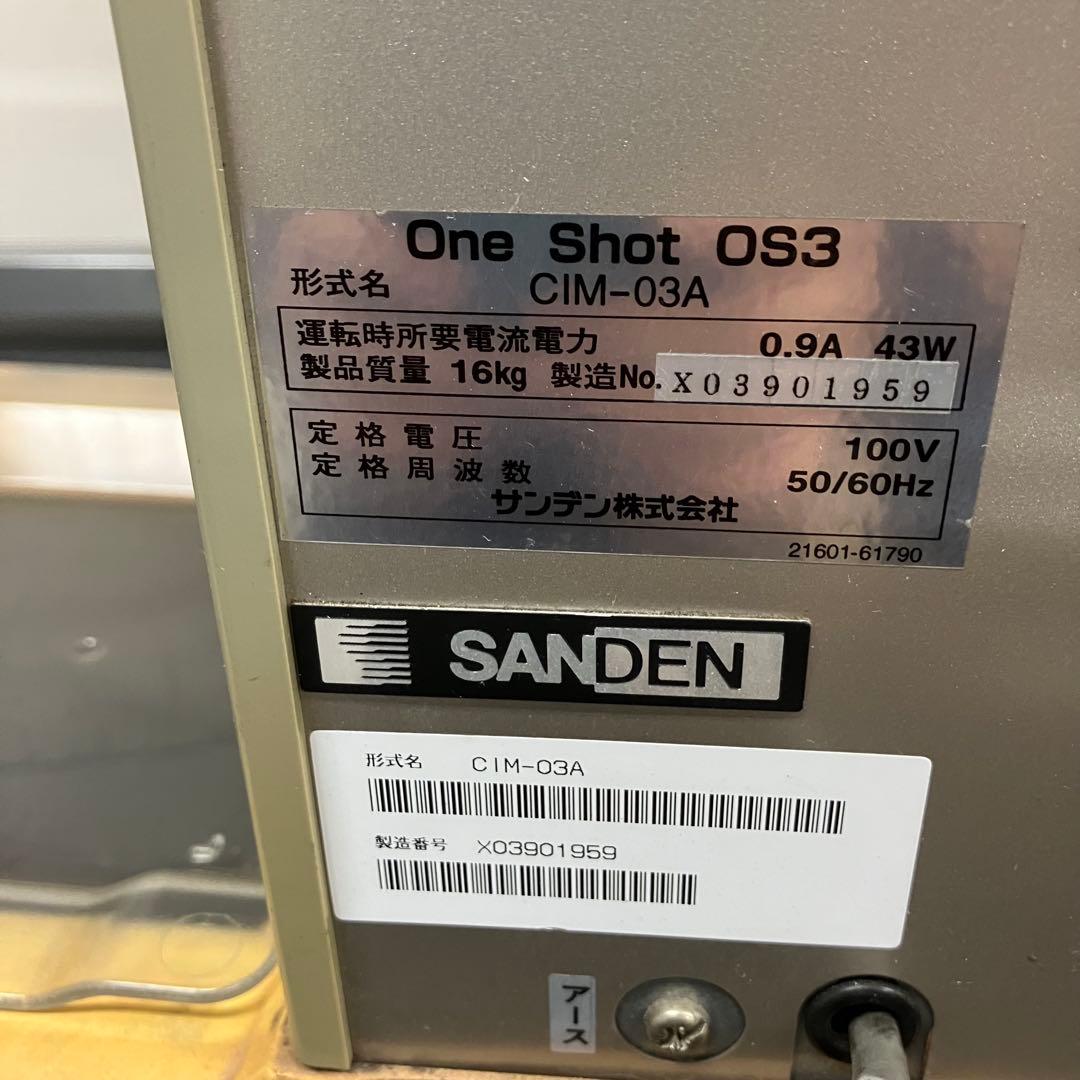 One Shot OS3
形式名 CIM-03A
運転時所要電流電力 0.9A 43W
製品質量 16kg 製造No. X03901959
定格電圧 100V
定格周波数 50/60Hz
サンデン株式会社
21601-61790
SANDEN
形式名 CIM-03A
製造番号 X03901959
アース